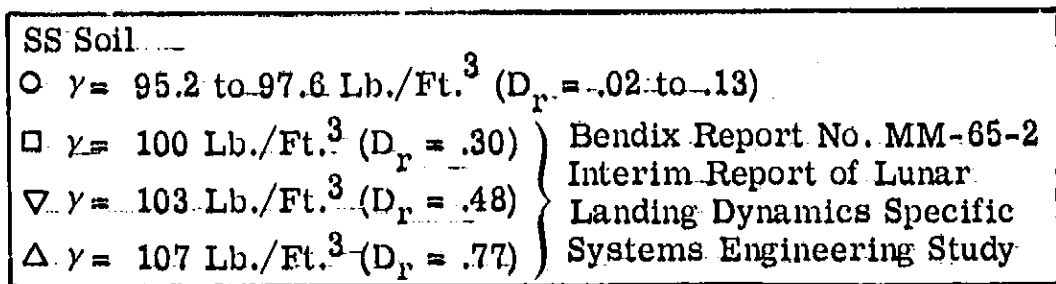 SS Soil
○ γ = 95.2 to 97.6 Lb./Ft.³ (Dᵣ = .02 to .13)
□ γ = 100 Lb./Ft.³ (Dᵣ = .30)
▽ γ = 103 Lb./Ft.³ (Dᵣ = .48)
△ γ = 107 Lb./Ft.³ (Dᵣ = .77)
Bendix Report No. MM-65-2
Interim Report of Lunar
Landing Dynamics Specific
Systems Engineering Study